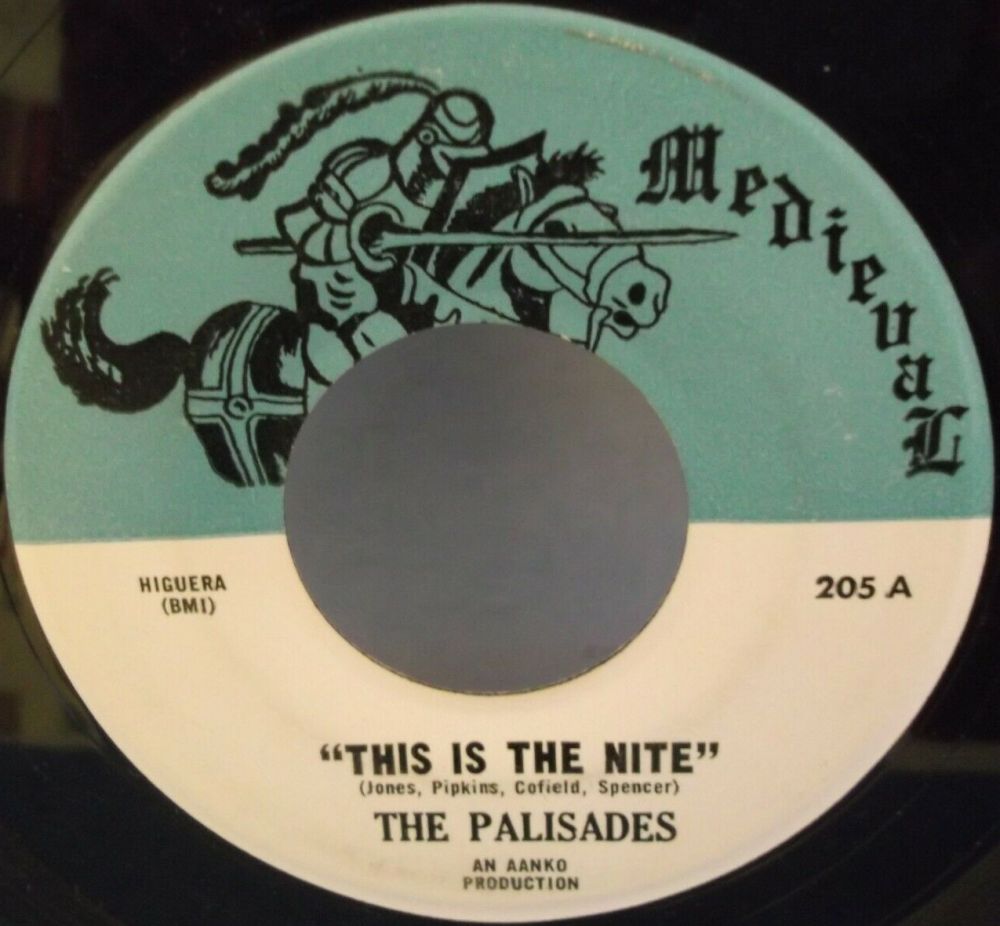 MedievaL
HIGUERA
(BMI)
205 A
“THIS IS THE NITE”
(Jones, Pipkins, Cofield, Spencer)
THE PALISADES
AN AANKO
PRODUCTION